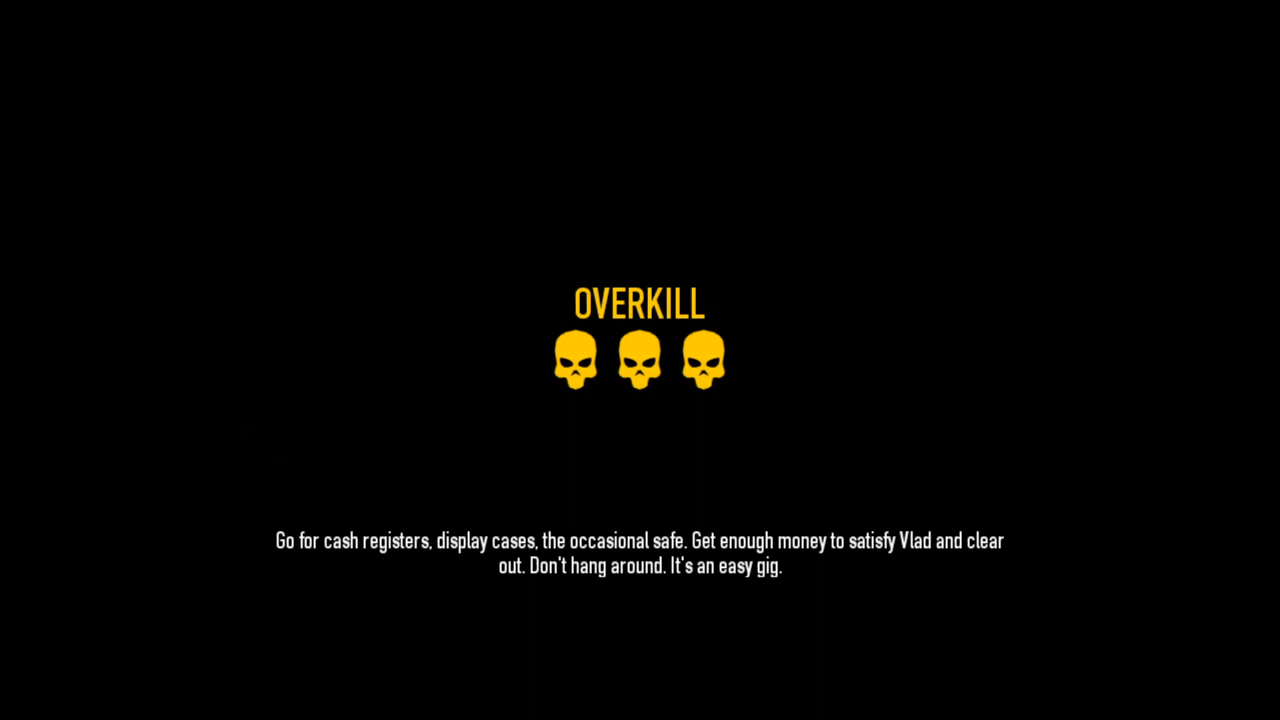 OVERKILL
Go for cash registers, display cases, the occasional safe. Get enough money to satisfy Vlad and clear
out. Don't hang around. It's an easy gig.